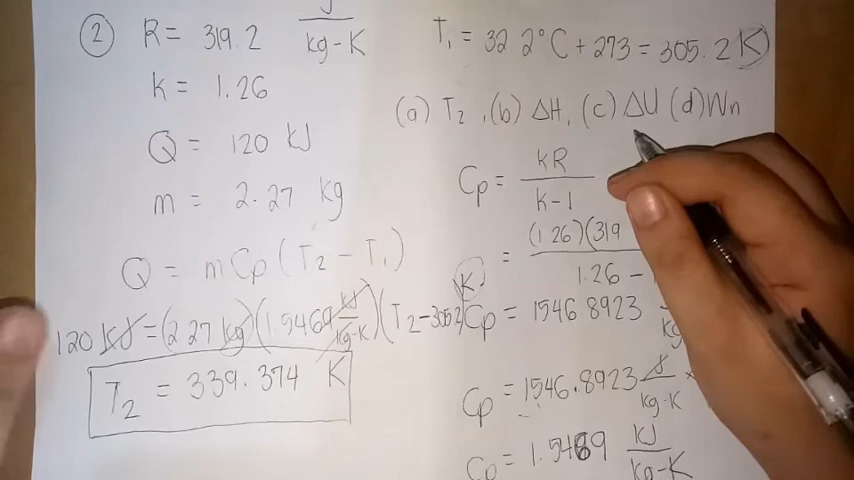 ② R = 319.2 J/kg-K
k = 1.26
Q = 120 kJ
m = 2.27 kg
Q = mCp (T2 - T1)
120 kJ = (2.27 kg)(1.5469 kJ/kg-K)(T2 - 305.2 K)
T2 = 339.374 K
T1 = 32.2°C + 273 = 305.2 K
(a) T2, (b) ΔH, (c) ΔU (d) Wn
Cp = kR / k-1
= (1.26)(319 / 1.26 -
Cp = 1546.8923 / kg
Cp = 1546.8923 J/kg-K ×
Cp = 1.5469 kJ/kg-K